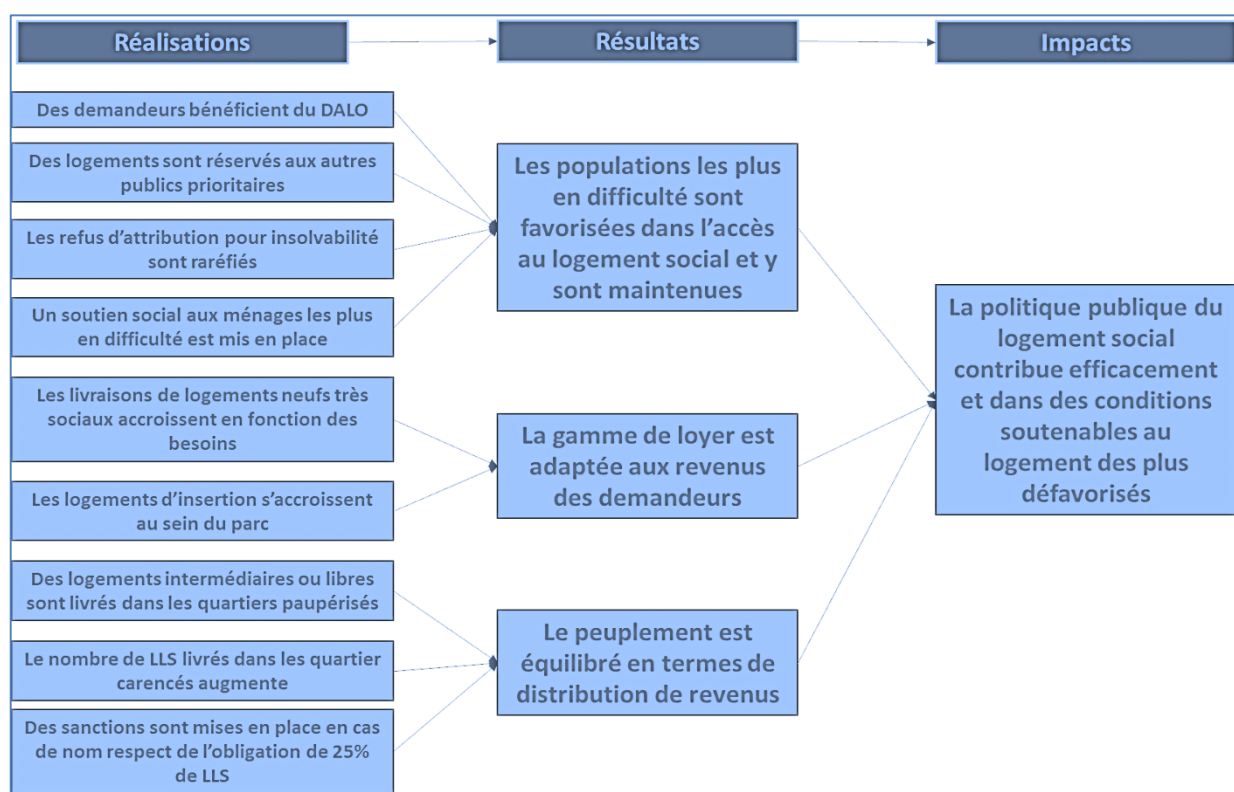 Réalisations
Résultats
Impacts
Des demandeurs bénéficient du DALO
Des logements sont réservés aux autres
publics prioritaires
Les refus d'attribution pour insolvabilité
sont raréfiés
Un soutien social aux ménages les plus
en difficulté est mis en place
Les livraisons de logements neufs très
sociaux accroissent en fonction des
besoins
Les logements d'insertion s'accroissent
au sein du parc
Des logements intermédiaires ou libres
sont livrés dans les quartiers paupérisés
Le nombre de LLS livrés dans les quartier
carencés augmente
Des sanctions sont mises en place en cas
de nom respect de l'obligation de 25%
de LLS
Les populations les plus
en difficulté sont
favorisées dans l'accès
au logement social et y
sont maintenues
La gamme de loyer est
adaptée aux revenus
des demandeurs
Le peuplement est
équilibré en termes de
distribution de revenus
La politique publique du
logement social
contribue efficacement
et dans des conditions
soutenables au
logement des plus
défavorisés